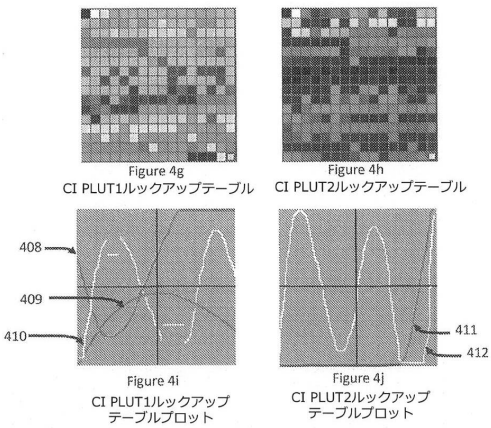 Figure 4g
CI PLUT1ルックアップテーブル
Figure 4h
CI PLUT2ルックアップテーブル
408
409
410
Figure 4i
CI PLUT1ルックアップ
テーブルプロット
411
412
Figure 4j
CI PLUT2ルックアップ
テーブルプロット